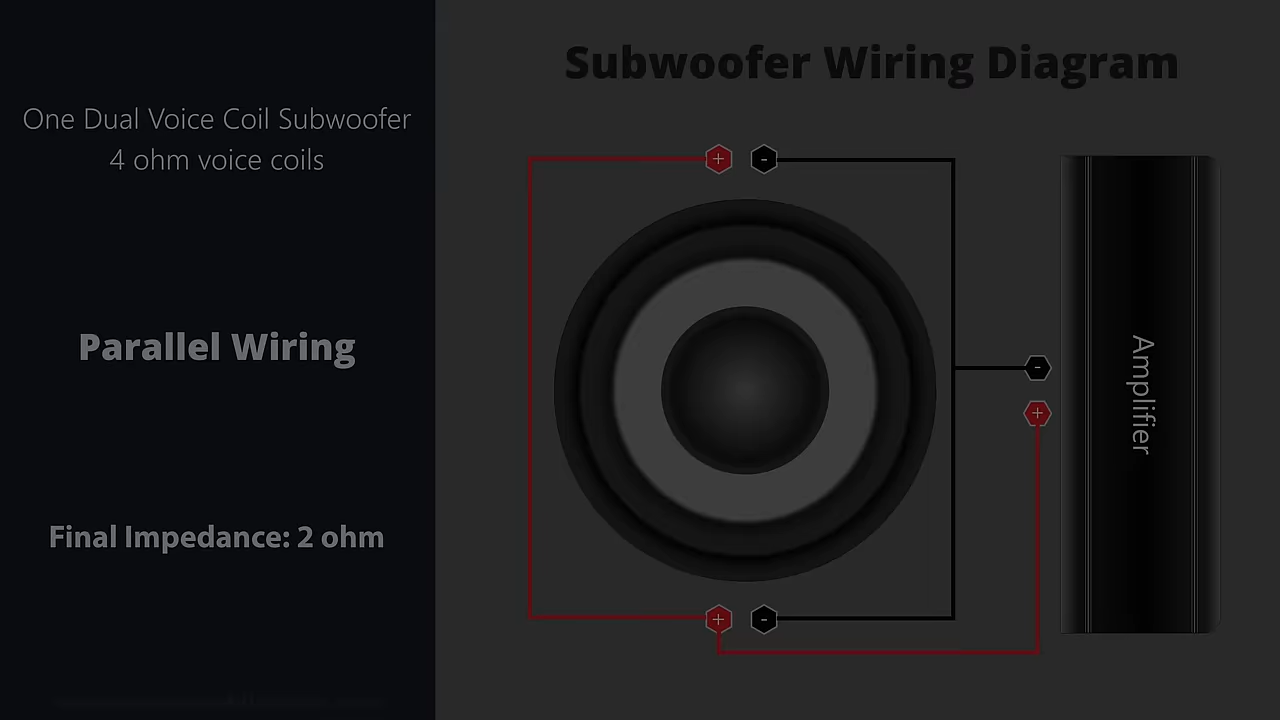 Subwoofer Wiring Diagram
One Dual Voice Coil Subwoofer
4 ohm voice coils
Parallel Wiring
Final Impedance: 2 ohm
+ -
- 
+
Amplifier
+ -